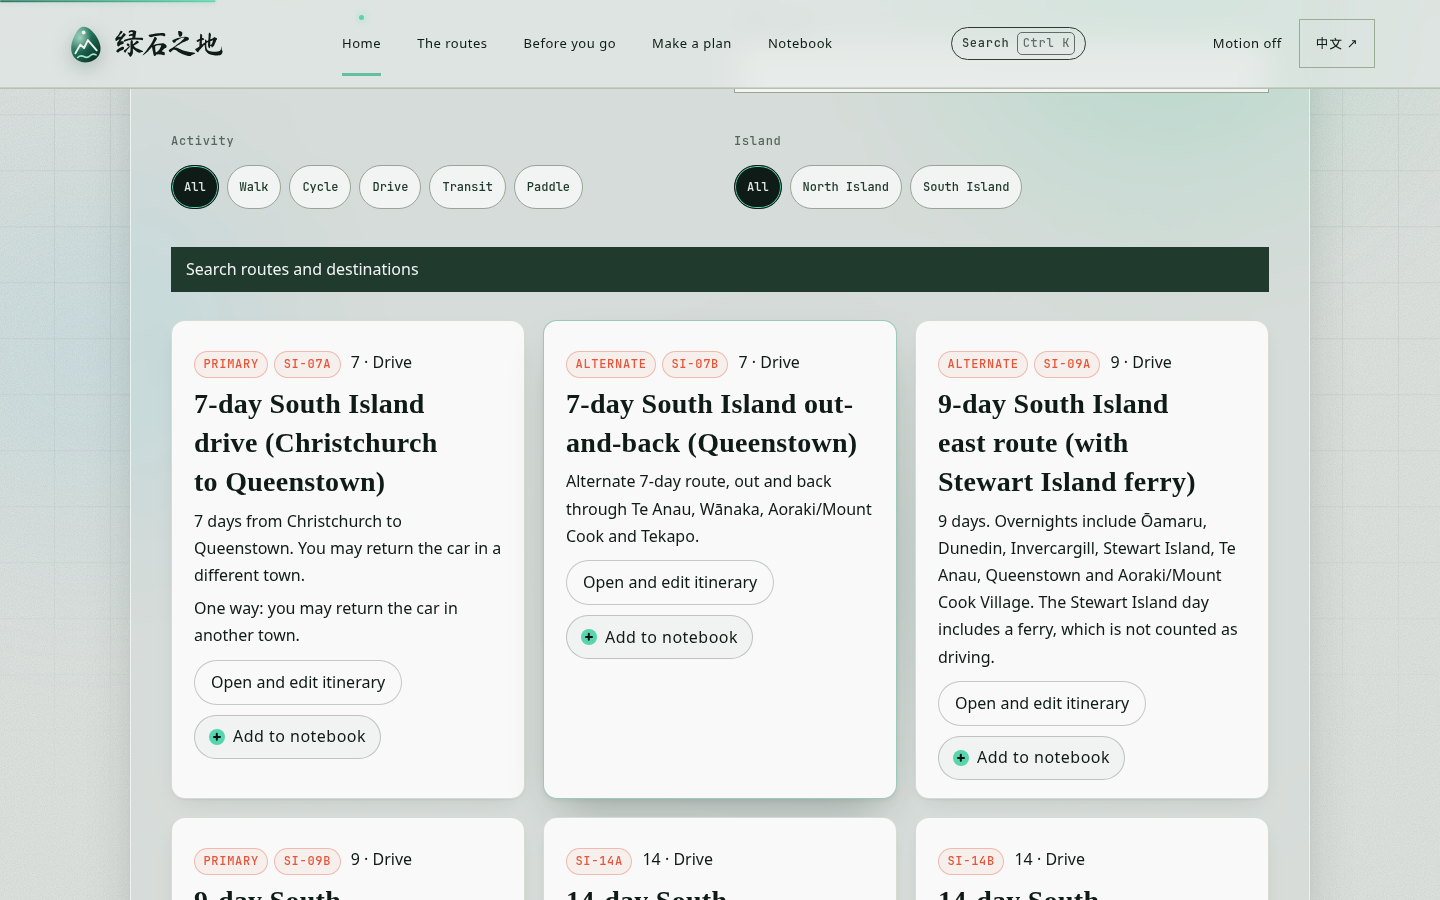 绿石之地
Home
The routes
Before you go
Make a plan
Notebook
Search Ctrl K
Motion off
中文 ↗
Activity
All
Walk
Cycle
Drive
Transit
Paddle
Island
All
North Island
South Island
Search routes and destinations
PRIMARY SI-07A 7 · Drive
7-day South Island
drive (Christchurch
to Queenstown)
7 days from Christchurch to
Queenstown. You may return the car in a
different town.
One way: you may return the car in
another town.
Open and edit itinerary
Add to notebook
ALTERNATE SI-07B 7 · Drive
7-day South Island out-
and-back (Queenstown)
Alternate 7-day route, out and back
through Te Anau, Wānaka, Aoraki/Mount
Cook and Tekapo.
Open and edit itinerary
Add to notebook
ALTERNATE SI-09A 9 · Drive
9-day South Island
east route (with
Stewart Island ferry)
9 days. Overnights include Ōamaru,
Dunedin, Invercargill, Stewart Island, Te
Anau, Queenstown and Aoraki/Mount
Cook Village. The Stewart Island day
includes a ferry, which is not counted as
driving.
Open and edit itinerary
Add to notebook
PRIMARY SI-09B 9 · Drive
9-day South
SI-14A 14 · Drive
14-day South
SI-14B 14 · Drive
14-day South